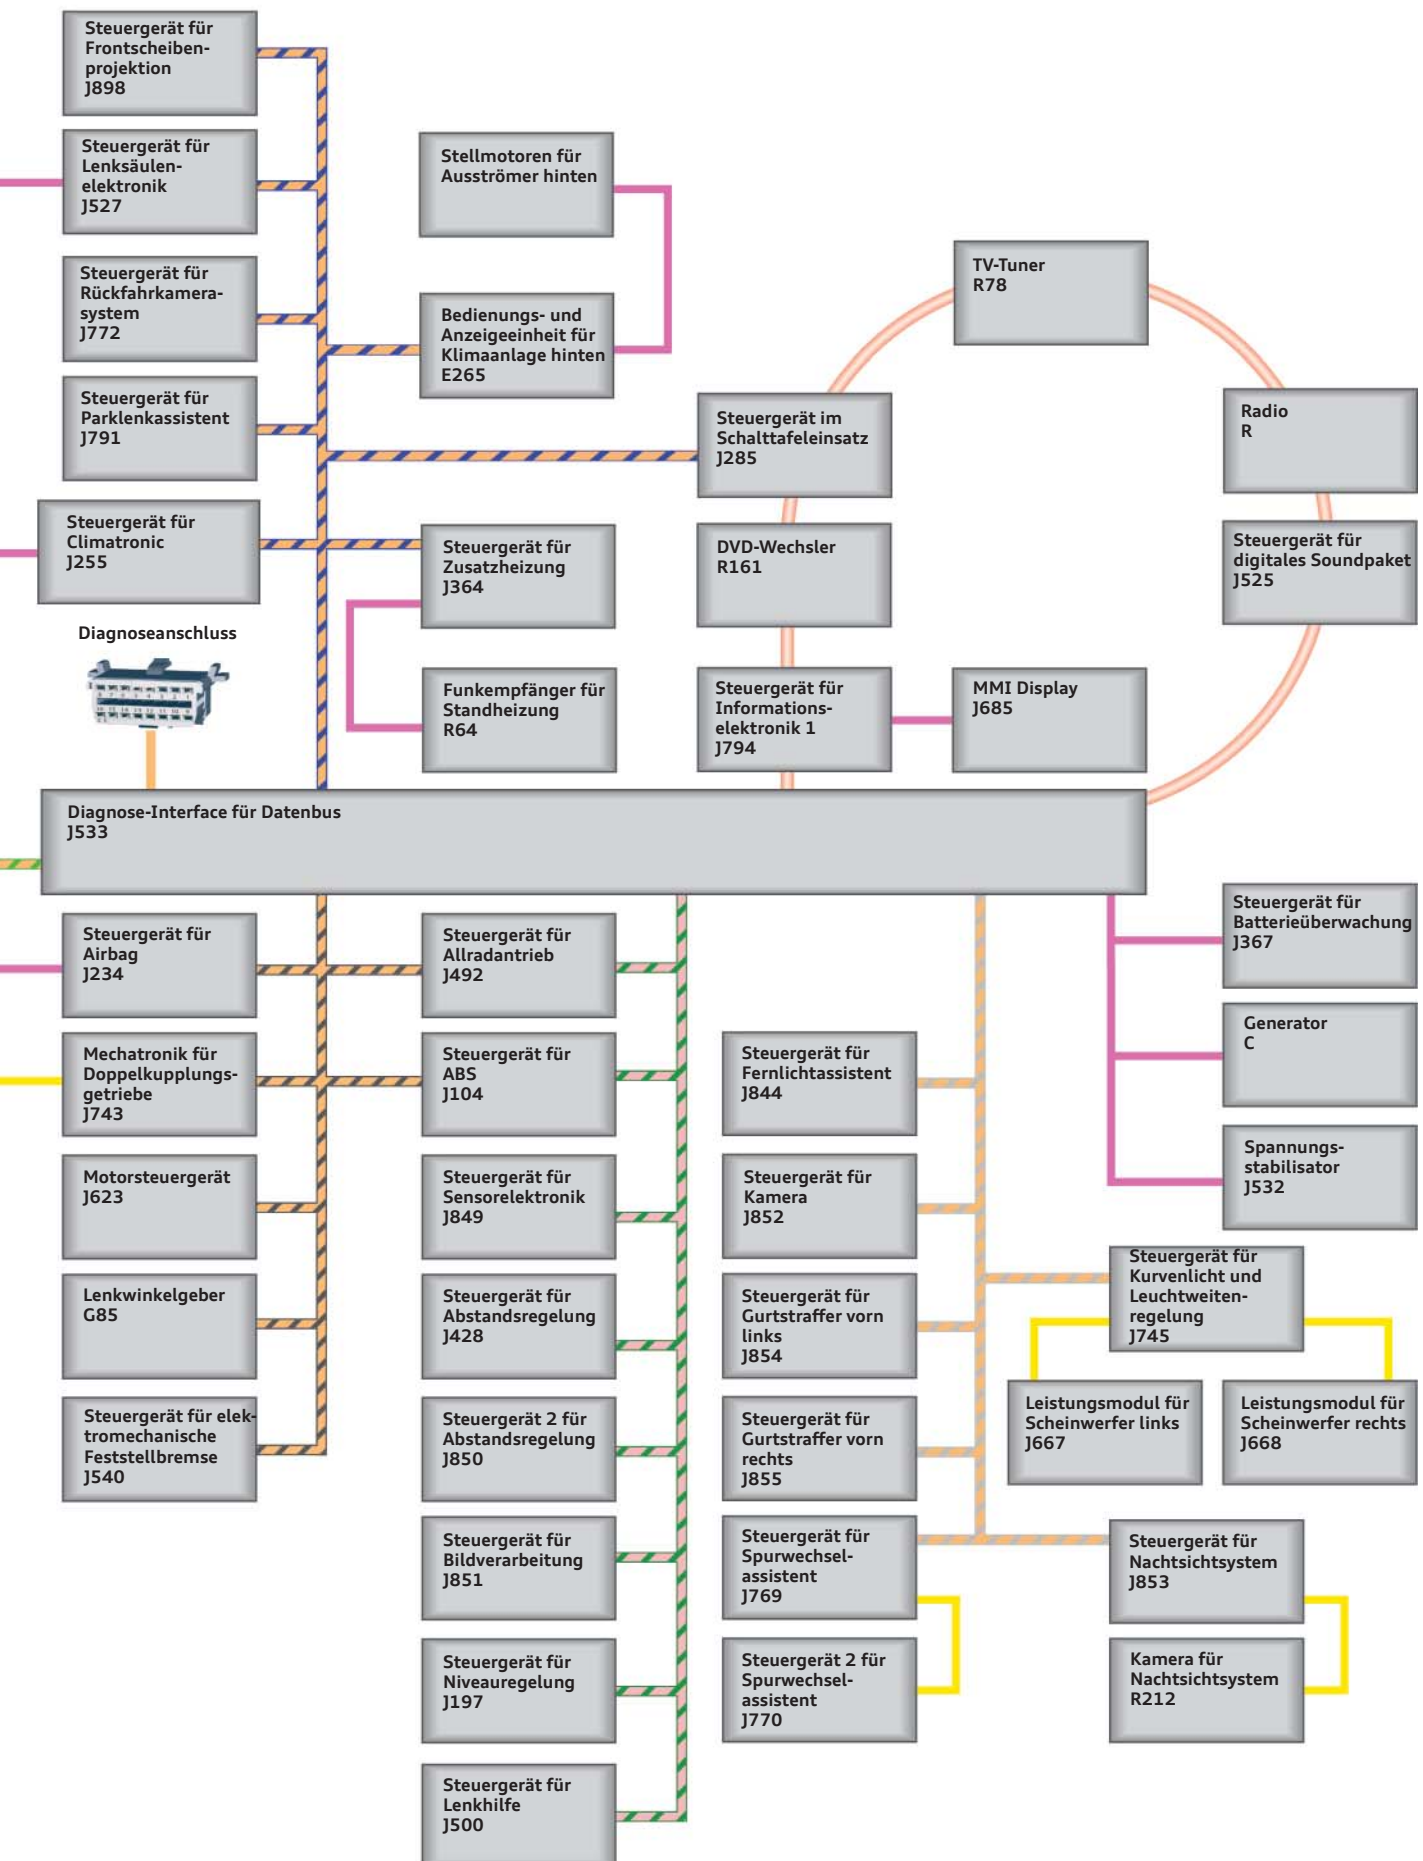 Steuergerät für
Frontscheiben-
projektion
J898
Steuergerät für
Lenksäulen-
elektronik
J527
Steuergerät für
Rückfahrkamera-
system
J772
Steuergerät für
Parklenkassistent
J791
Steuergerät für
Climatronic
J255
Stellmotoren für
Ausströmer hinten
Bedienungs- und
Anzeigeeinheit für
Klimaanlage hinten
E265
Steuergerät für
Zusatzheizung
J364
Funkempfänger für
Standheizung
R64
TV-Tuner
R78
Steuergerät im
Schalttafeleinsatz
J285
DVD-Wechsler
R161
Steuergerät für
Informations-
elektronik 1
J794
MMI Display
J685
Radio
R
Steuergerät für
digitales Soundpaket
J525
Diagnoseanschluss
Diagnose-Interface für Datenbus
J533
Steuergerät für
Airbag
J234
Mechatronik für
Doppelkupplungs-
getriebe
J743
Motorsteuergerät
J623
Lenkwinkelgeber
G85
Steuergerät für elek-
tromechanische
Feststellbremse
J540
Steuergerät für
Allradantrieb
J492
Steuergerät für
ABS
J104
Steuergerät für
Sensorelektronik
J849
Steuergerät für
Abstandsregelung
J428
Steuergerät 2 für
Abstandsregelung
J850
Steuergerät für
Bildverarbeitung
J851
Steuergerät für
Niveauregelung
J197
Steuergerät für
Lenkhilfe
J500
Steuergerät für
Fernlichtassistent
J844
Steuergerät für
Kamera
J852
Steuergerät für
Gurtstraffer vorn
links
J854
Steuergerät für
Gurtstraffer vorn
rechts
J855
Steuergerät für
Spurwechsel-
assistent
J769
Steuergerät 2 für
Spurwechsel-
assistent
J770
Steuergerät für
Batterieüberwachung
J367
Generator
C
Spannungs-
stabilisator
J532
Steuergerät für
Kurvenlicht und
Leuchtweiten-
regelung
J745
Leistungsmodul für
Scheinwerfer links
J667
Leistungsmodul für
Scheinwerfer rechts
J668
Steuergerät für
Nachtsichtsystem
J853
Kamera für
Nachtsichtsystem
R212